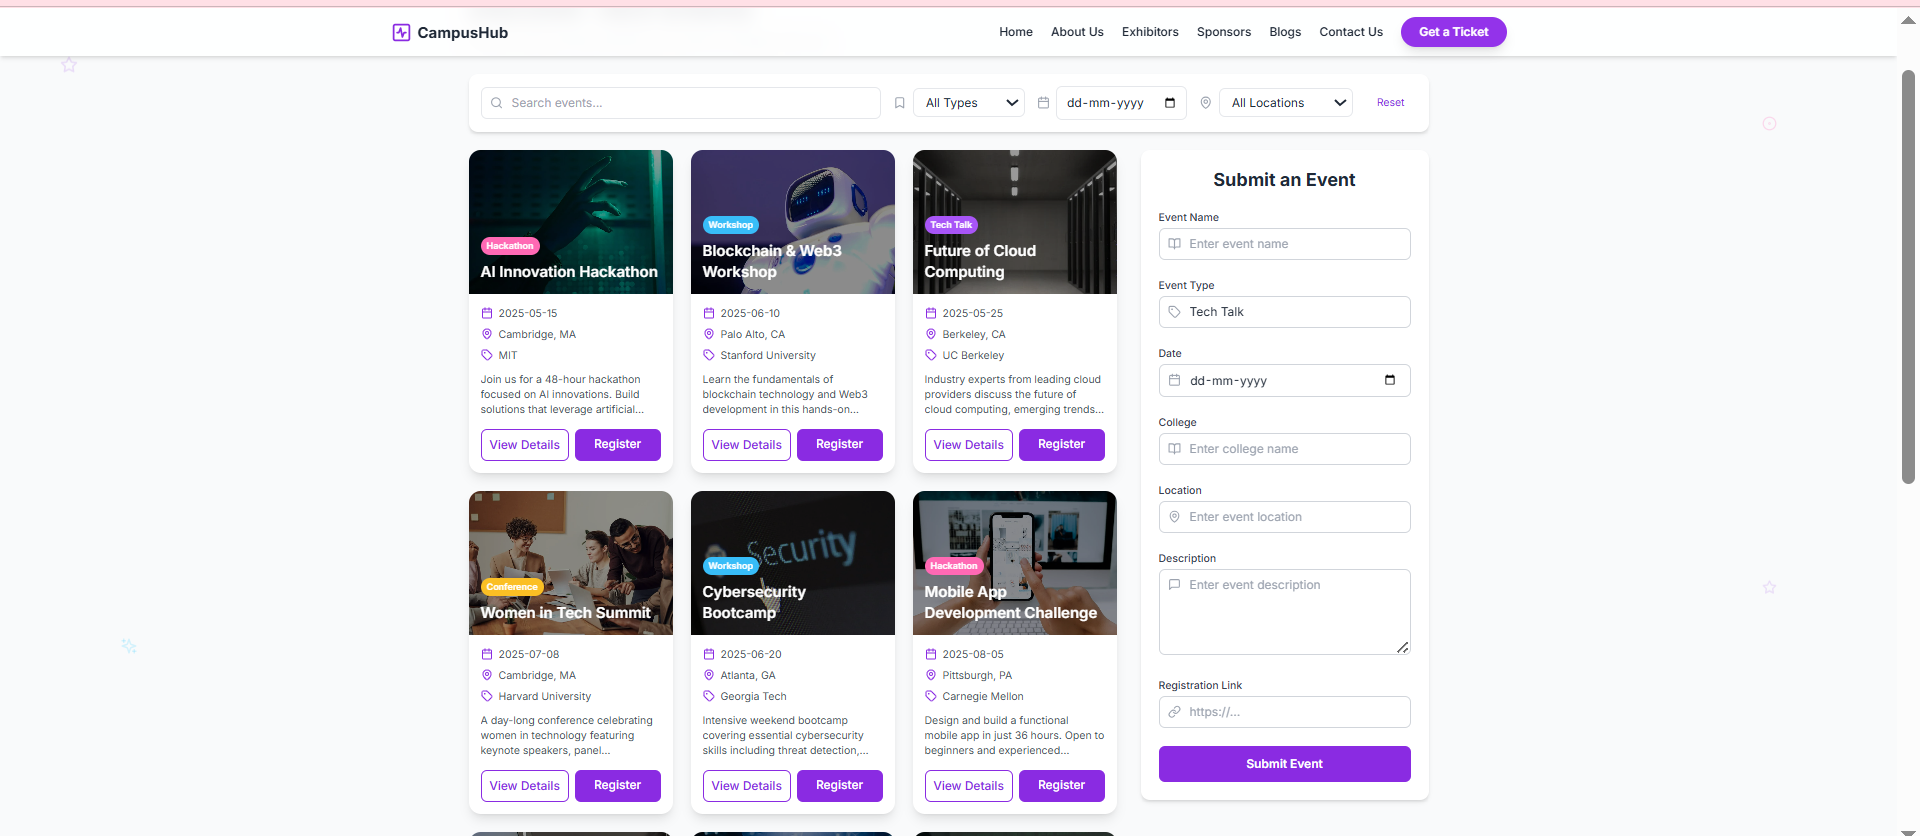 CampusHub
Home
About Us
Exhibitors
Sponsors
Blogs
Contact Us
Get a Ticket
Search events...
All Types
dd-mm-yyyy
All Locations
Reset
Hackathon
AI Innovation Hackathon
2025-05-15
Cambridge, MA
MIT
Join us for a 48-hour hackathon
focused on AI innovations. Build
solutions that leverage artificial...
View Details
Register
Workshop
Blockchain & Web3
Workshop
2025-06-10
Palo Alto, CA
Stanford University
Learn the fundamentals of
blockchain technology and Web3
development in this hands-on...
View Details
Register
Tech Talk
Future of Cloud
Computing
2025-05-25
Berkeley, CA
UC Berkeley
Industry experts from leading cloud
providers discuss the future of
cloud computing, emerging trends...
View Details
Register
Conference
Women in Tech Summit
2025-07-08
Cambridge, MA
Harvard University
A day-long conference celebrating
women in technology featuring
keynote speakers, panel...
View Details
Register
Security
Workshop
Cybersecurity
Bootcamp
2025-06-20
Atlanta, GA
Georgia Tech
Intensive weekend bootcamp
covering essential cybersecurity
skills including threat detection,...
View Details
Register
Hackathon
Mobile App
Development Challenge
2025-08-05
Pittsburgh, PA
Carnegie Mellon
Design and build a functional
mobile app in just 36 hours. Open to
beginners and experienced...
View Details
Register
Submit an Event
Event Name
Enter event name
Event Type
Tech Talk
Date
dd-mm-yyyy
College
Enter college name
Location
Enter event location
Description
Enter event description
Registration Link
https://...
Submit Event